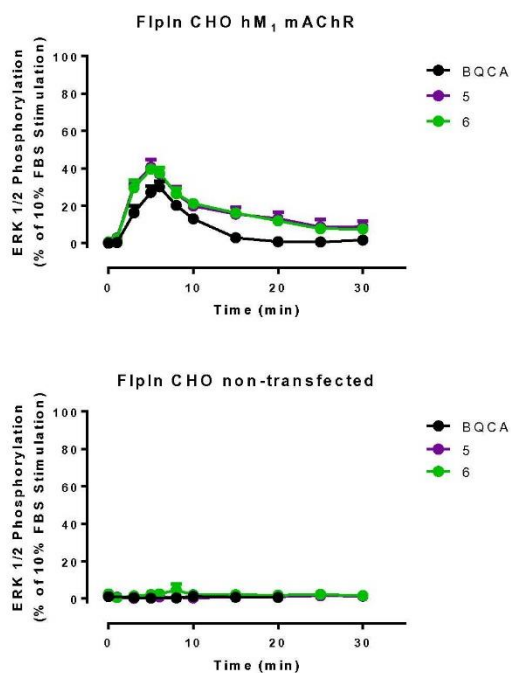 FlpIn CHO hM₁ mAChR
ERK 1/2 Phosphorylation
(% of 10% FBS Stimulation)
100
80
60
40
20
0
0
10
20
30
Time (min)
BQCA
5
6
FlpIn CHO non-transfected
ERK 1/2 Phosphorylation
(% of 10% FBS Stimulation)
100
80
60
40
20
0
0
10
20
30
Time (min)
BQCA
5
6